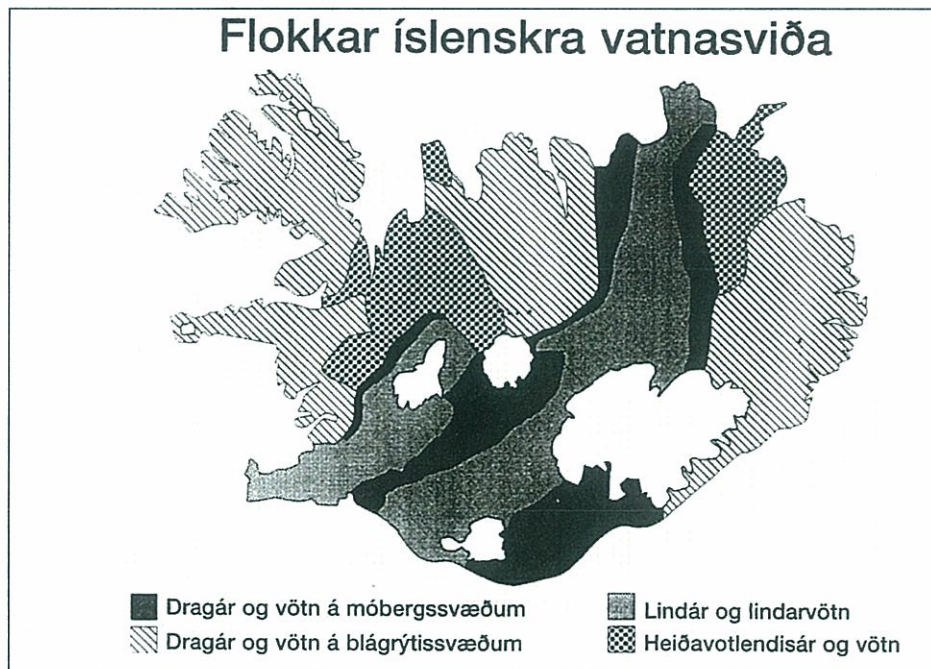 Flokkar íslenskra vatnasviða
Dragár og vötn á móbergssvæðum
Dragár og vötn á blágrýtissvæðum
Lindár og lindarvötn
Heiðavotlendisár og vötn